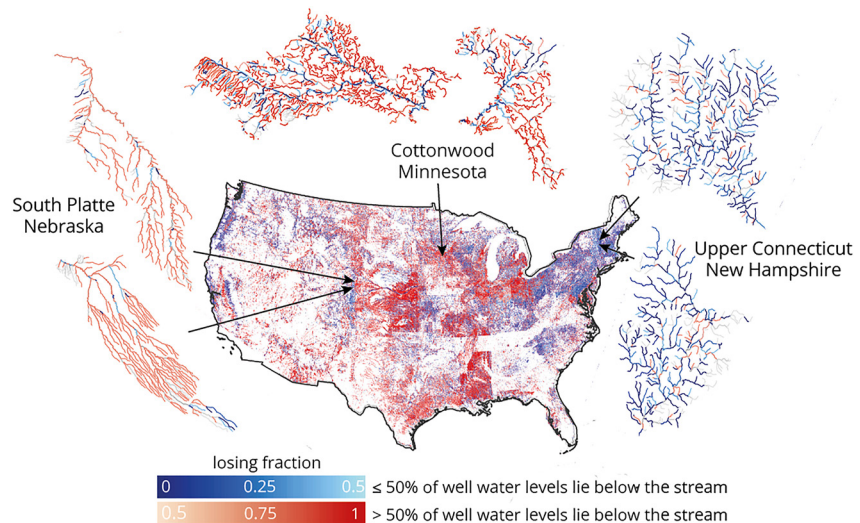 Cottonwood
Minnesota
South Platte
Nebraska
Upper Connecticut
New Hampshire
losing fraction
0 0.25 0.5 ≤ 50% of well water levels lie below the stream
0.5 0.75 1 > 50% of well water levels lie below the stream